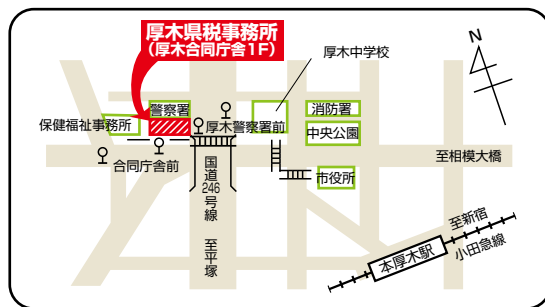 厚木県税事務所
(厚木合同庁舎1F)
N
厚木中学校
警察署
消防署
保健福祉事務所
厚木警察署前
中央公園
合同庁舎前
至相模大橋
国道246号線 至平塚
市役所
至新宿
本厚木駅
小田急線